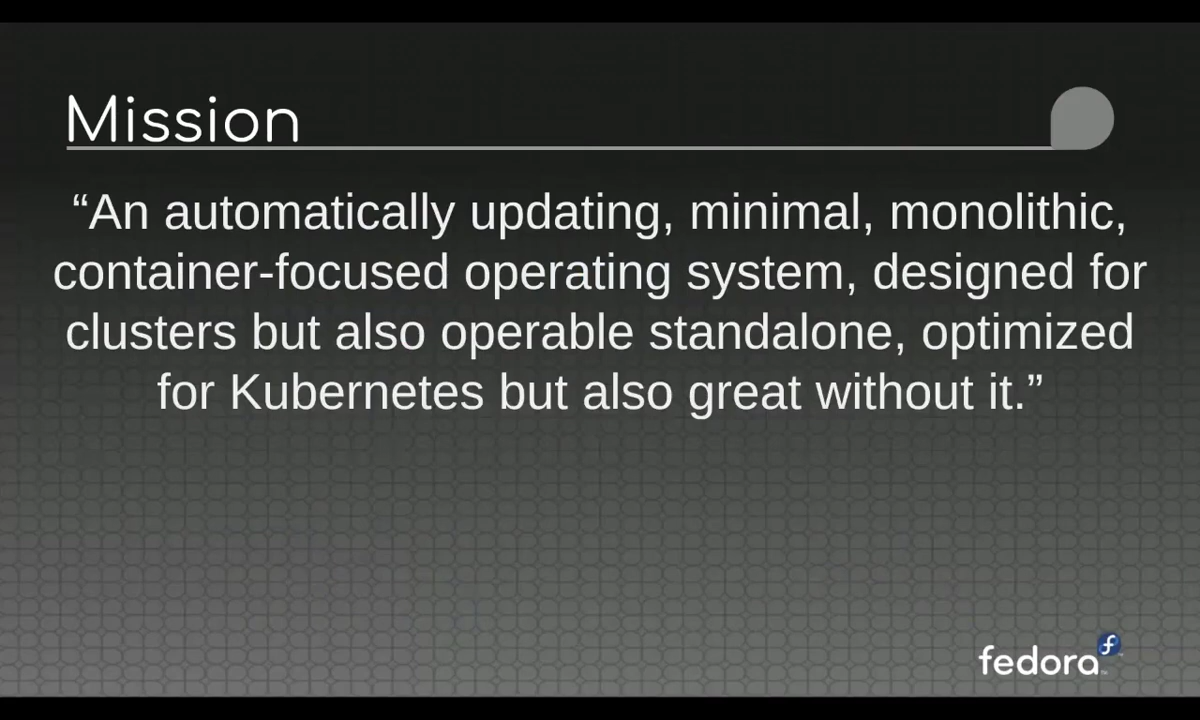 Mission
“An automatically updating, minimal, monolithic,
container-focused operating system, designed for
clusters but also operable standalone, optimized
for Kubernetes but also great without it.”
fedora